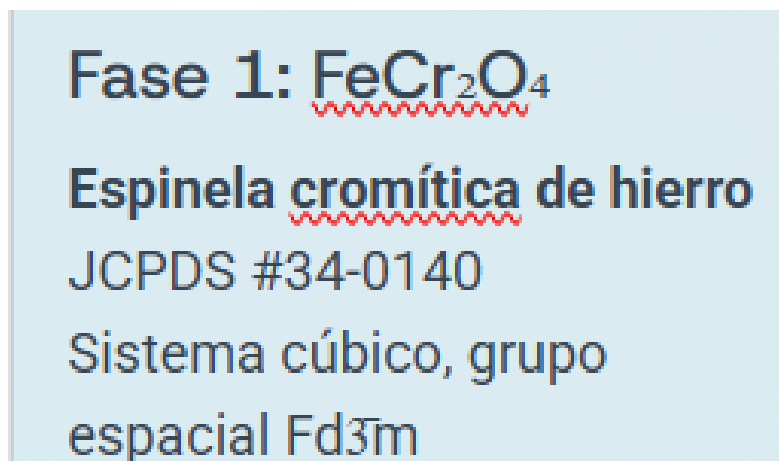 Fase 1: FeCr₂O₄
Espinela cromítica de hierro
JCPDS #34-0140
Sistema cúbico, grupo
espacial Fd3̅m